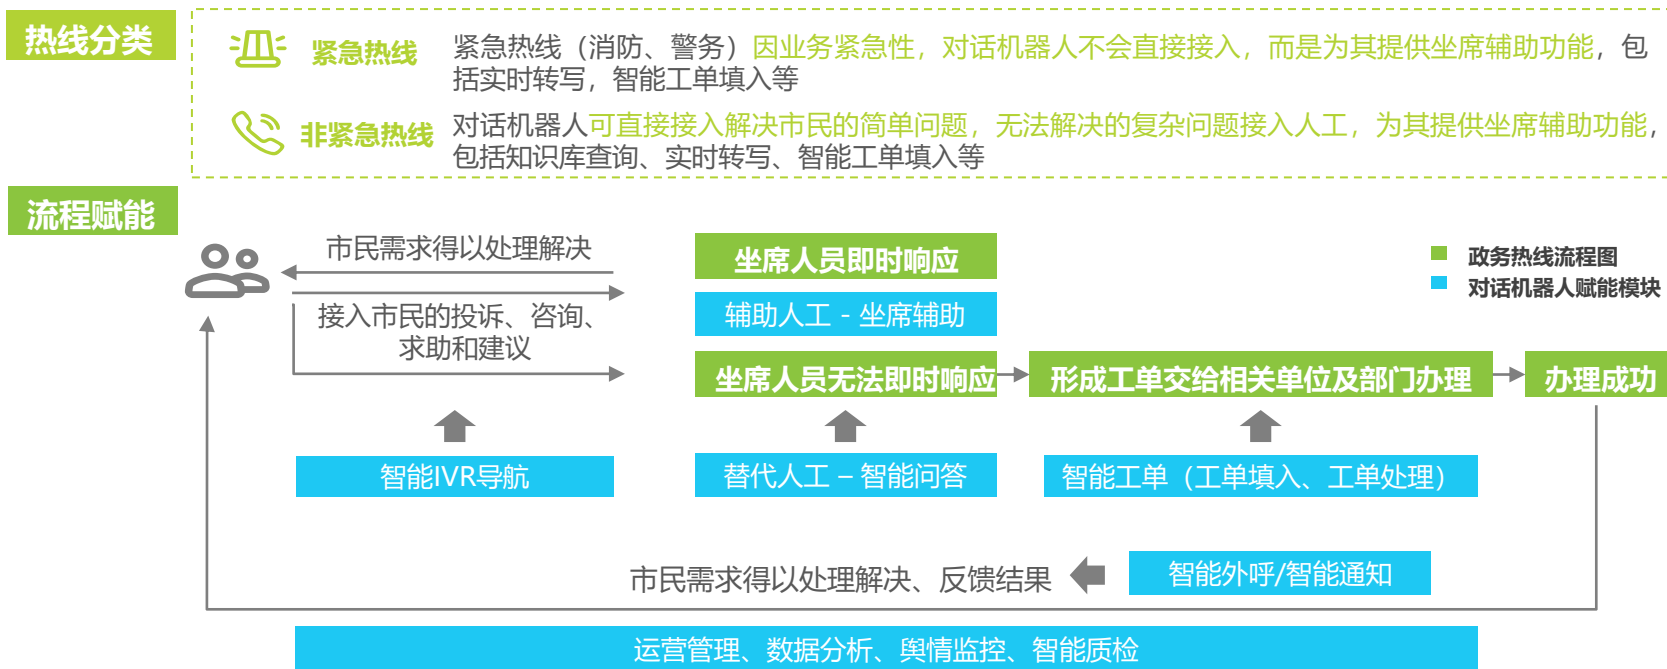 热线分类
紧急热线
紧急热线（消防、警务）因业务紧急性，对话机器人不会直接接入，而是为其提供坐席辅助功能，包
括实时转写，智能工单填入等
非紧急热线
对话机器人可直接接入解决市民的简单问题，无法解决的复杂问题接入人工，为其提供坐席辅助功能，
包括知识库查询、实时转写、智能工单填入等
流程赋能
市民需求得以处理解决
接入市民的投诉、咨询、
求助和建议
坐席人员即时响应
辅助人工 - 坐席辅助
政务热线流程图
对话机器人赋能模块
坐席人员无法即时响应
形成工单交给相关单位及部门办理
办理成功
智能IVR导航
替代人工 – 智能问答
智能工单（工单填入、工单处理）
市民需求得以处理解决、反馈结果
智能外呼/智能通知
运营管理、数据分析、舆情监控、智能质检